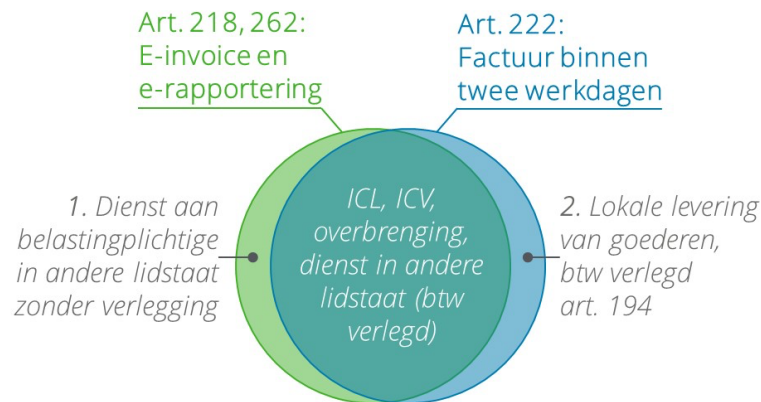 Art. 218, 262:
E-invoice en
e-rapportering
Art. 222:
Factuur binnen
twee werkdagen
1. Dienst aan
belastingplichtige
in andere lidstaat
zonder verlegging
ICL, ICV,
overbrenging,
dienst in andere
lidstaat (btw
verlegd)
2. Lokale levering
van goederen,
btw verlegd
art. 194